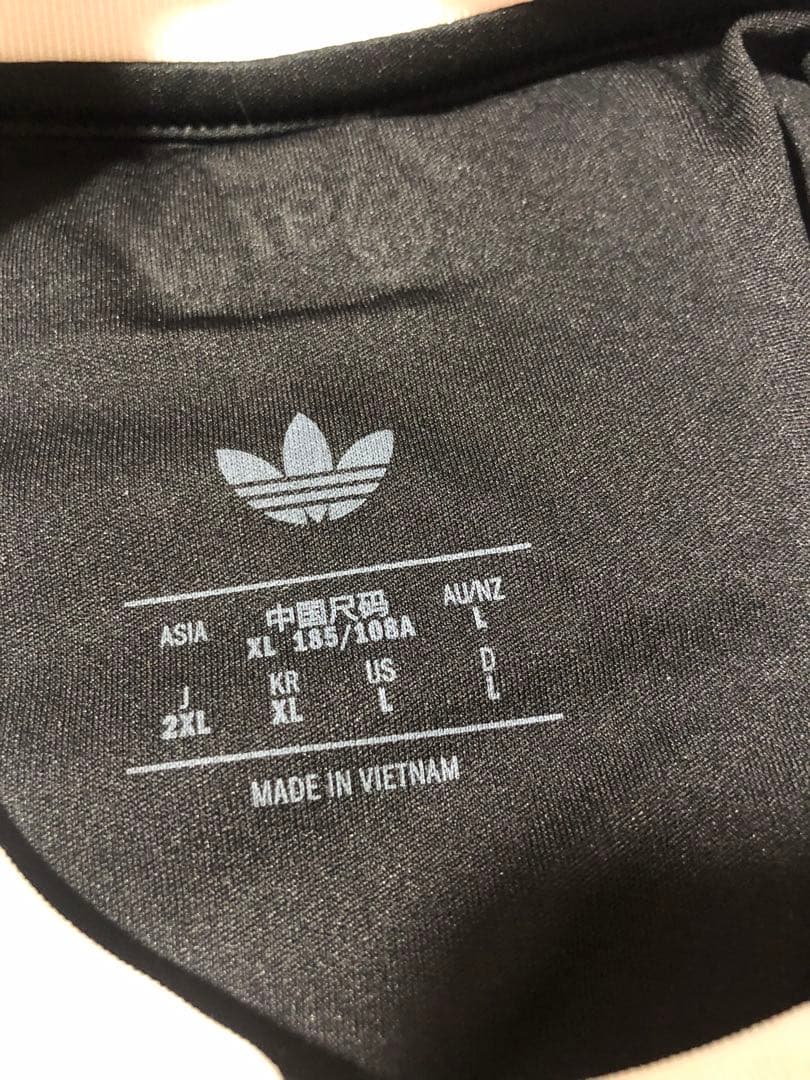 ASIA 中国尺码 AU/NZ
XL 185/108A L
J KR US D
2XL XL L L
MADE IN VIETNAM